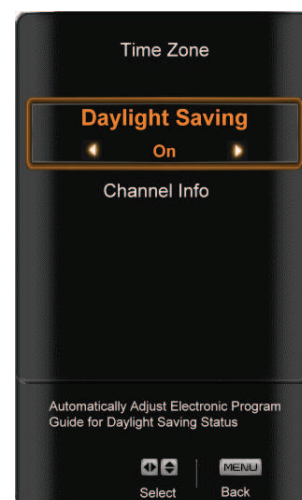 Time Zone
Daylight Saving
On
Channel Info
Automatically Adjust Electronic Program
Guide for Daylight Saving Status
MENU
Select
Back